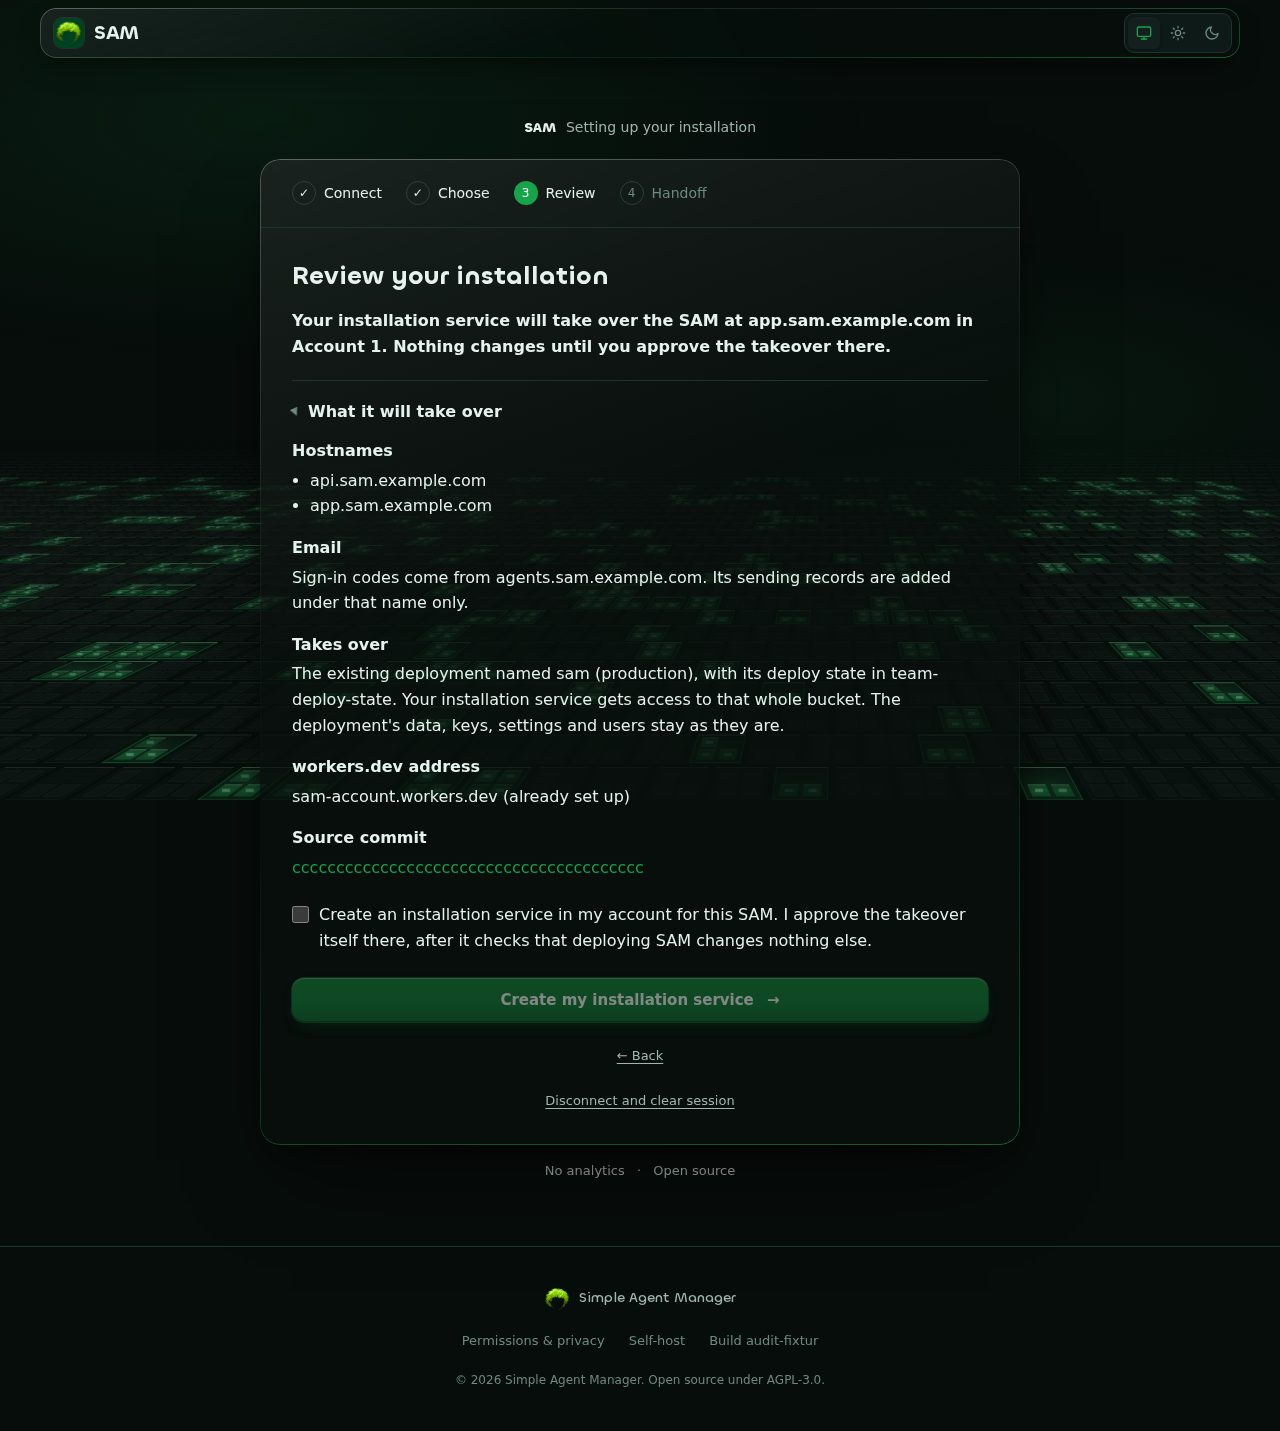 SAM
SAM Setting up your installation
✓ Connect ✓ Choose 3 Review 4 Handoff
Review your installation
Your installation service will take over the SAM at app.sam.example.com in
Account 1. Nothing changes until you approve the takeover there.
What it will take over
Hostnames
• api.sam.example.com
• app.sam.example.com
Email
Sign-in codes come from agents.sam.example.com. Its sending records are added
under that name only.
Takes over
The existing deployment named sam (production), with its deploy state in team-
deploy-state. Your installation service gets access to that whole bucket. The
deployment's data, keys, settings and users stay as they are.
workers.dev address
sam-account.workers.dev (already set up)
Source commit
cccccccccccccccccccccccccccccccccccccccc
Create an installation service in my account for this SAM. I approve the takeover
itself there, after it checks that deploying SAM changes nothing else.
Create my installation service →
← Back
Disconnect and clear session
No analytics · Open source
Simple Agent Manager
Permissions & privacy Self-host Build audit-fixtur
© 2026 Simple Agent Manager. Open source under AGPL-3.0.